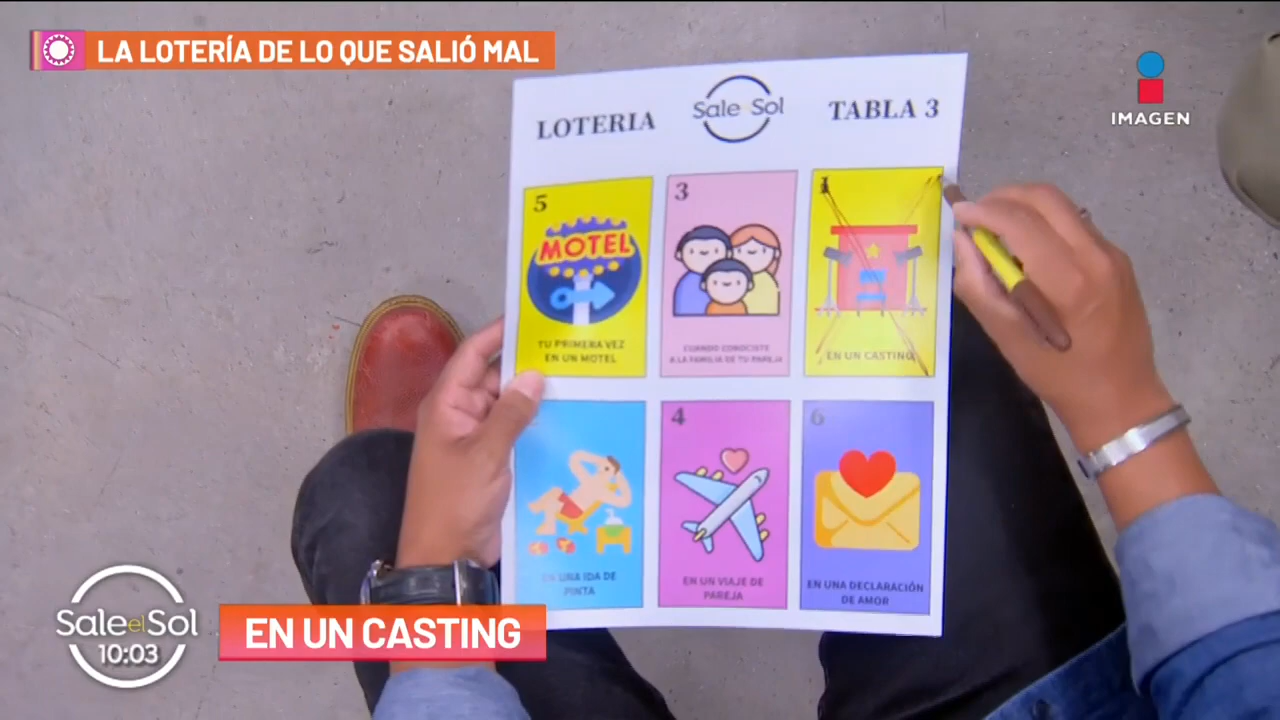 LA LOTERÍA DE LO QUE SALIÓ MAL
IMAGEN
LOTERIA
Sale el Sol
TABLA 3
5
MOTEL
TU PRIMERA VEZ
EN UN MOTEL
3
CUANDO CONOCISTE
A LA FAMILIA DE TU PAREJA
1
EN UN CASTING
EN UNA IDA DE
PINTA
4
EN UN VIAJE DE
PAREJA
6
EN UNA DECLARACIÓN
DE AMOR
Sale el Sol
10:03
EN UN CASTING